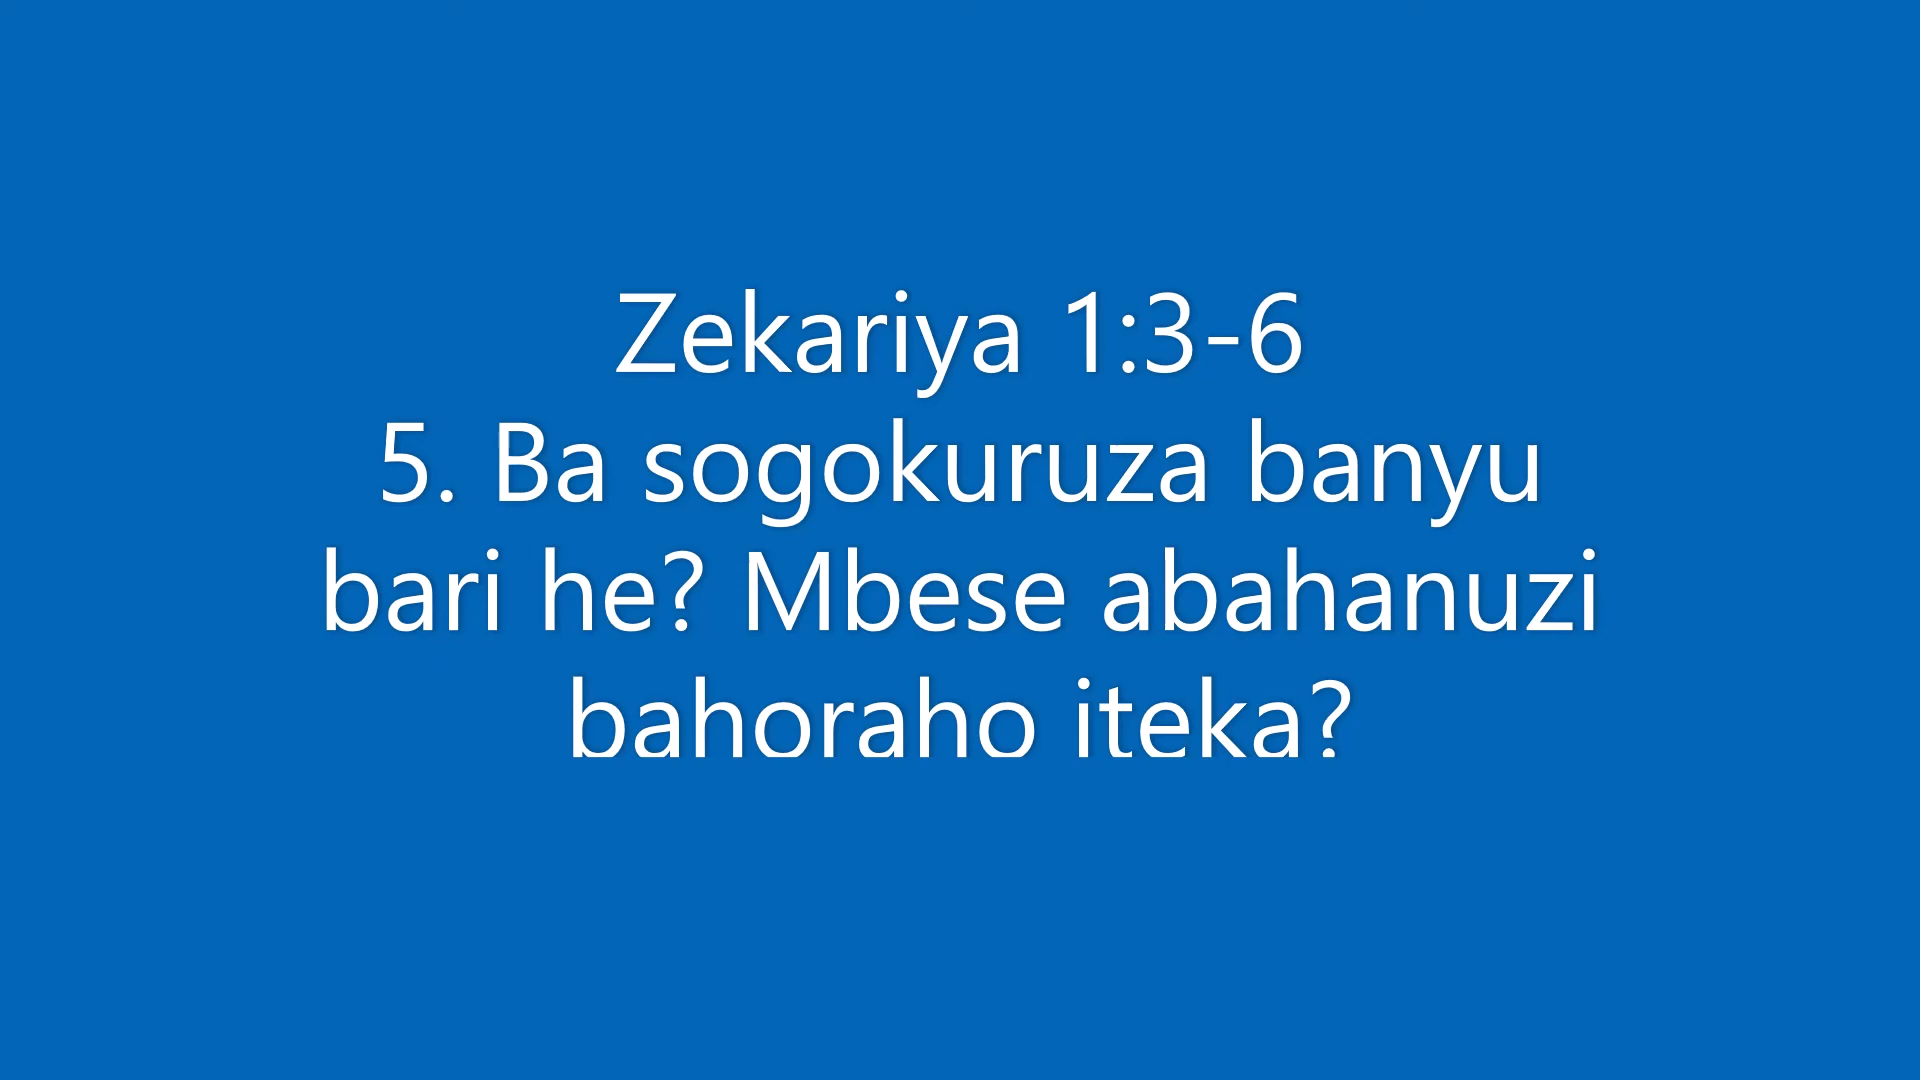 Zekariya 1:3-6
5. Ba sogokuruza banyu
bari he? Mbese abahanuzi
bahoraho iteka?